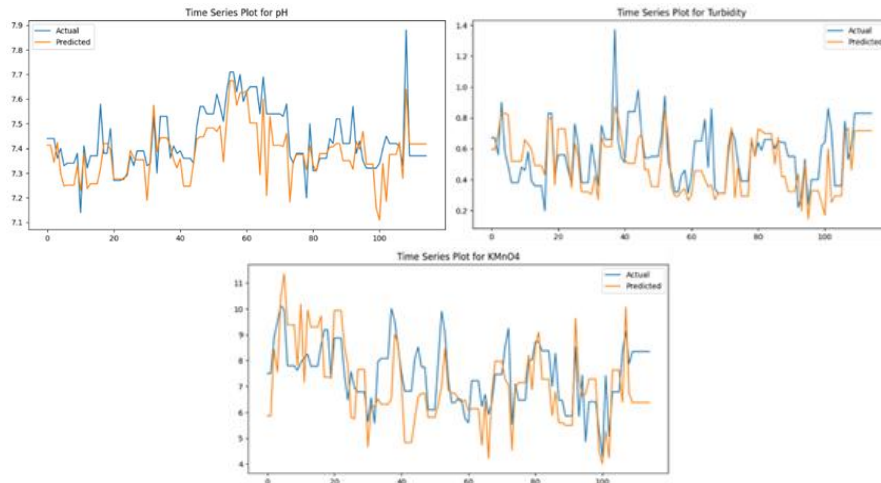 Time Series Plot for pH
Actual
Predicted
7.9
7.8
7.7
7.6
7.5
7.4
7.3
7.2
7.1
0 20 40 60 80 100
Time Series Plot for Turbidity
Actual
Predicted
1.4
1.2
1.0
0.8
0.6
0.4
0.2
0 20 40 60 80 100
Time Series Plot for KMnO4
Actual
Predicted
11
10
9
8
7
6
5
4
0 20 40 60 80 100